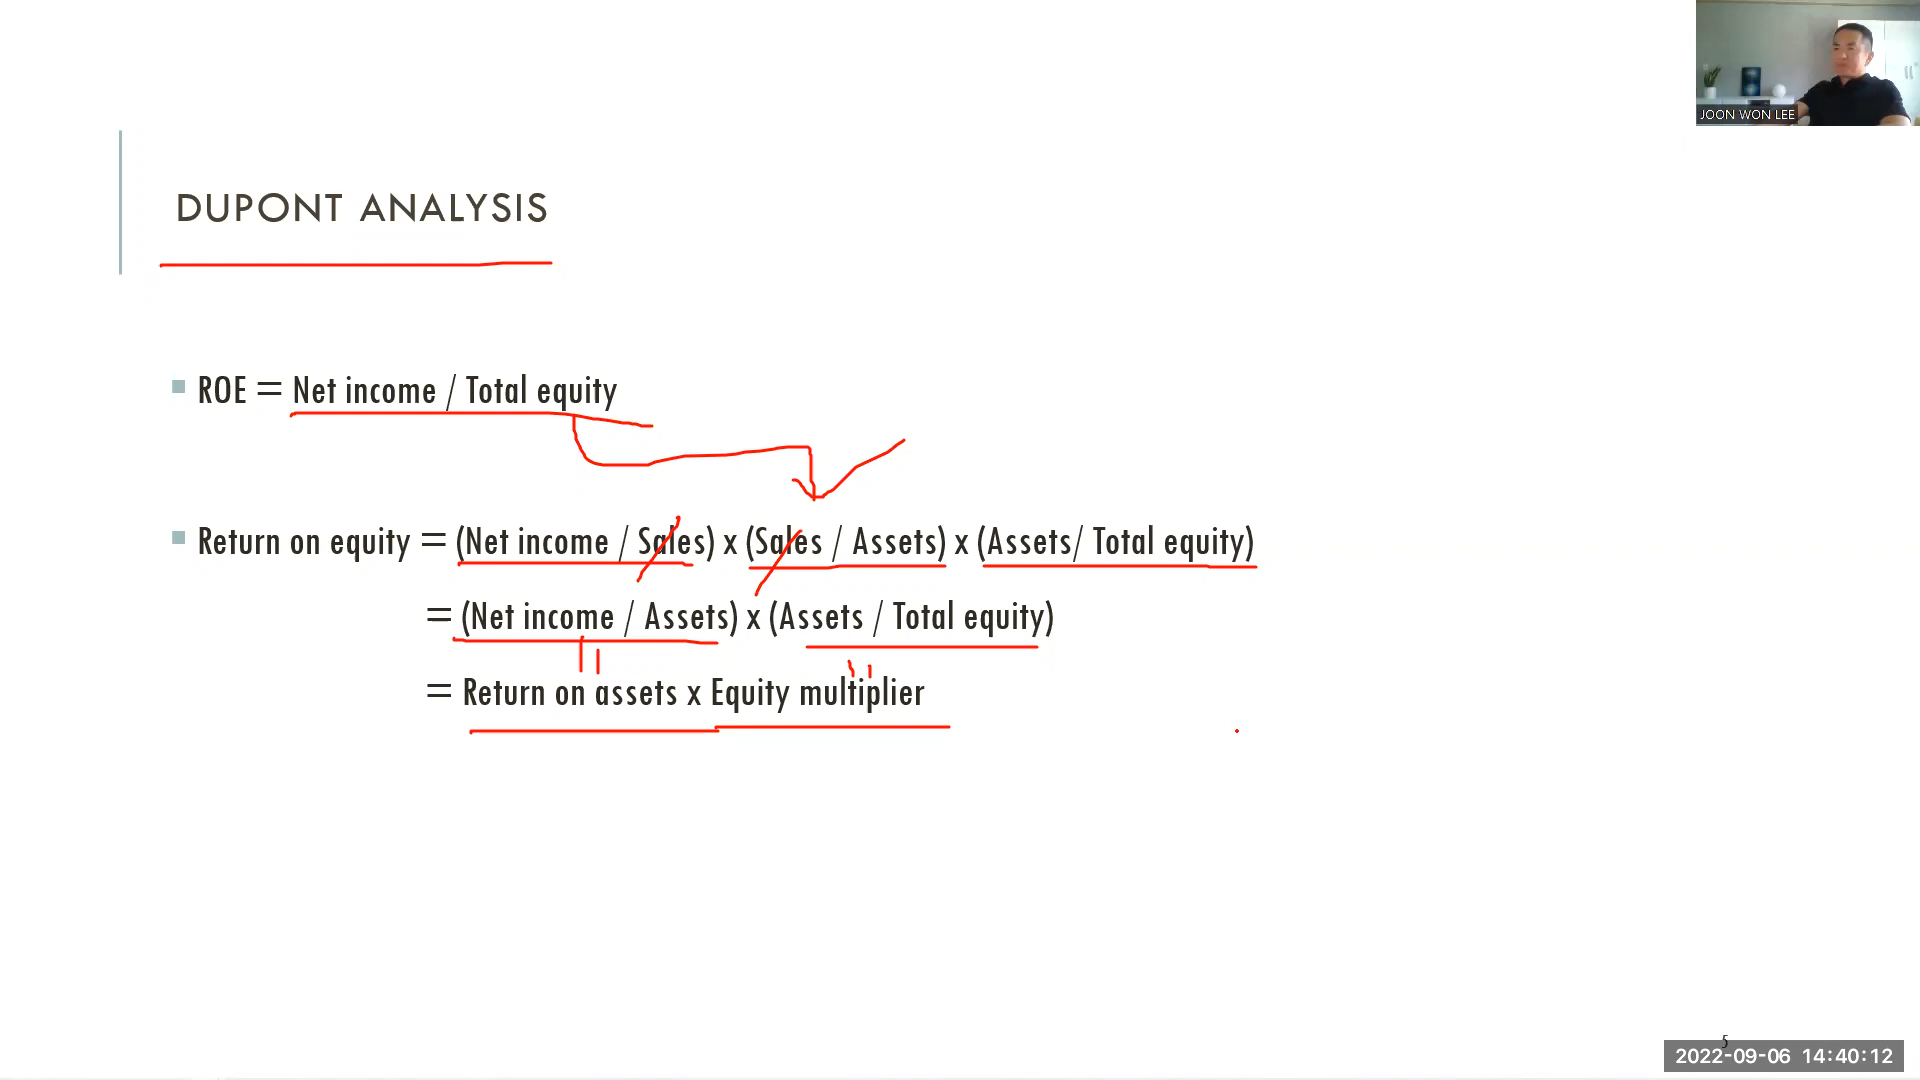 JOON WON LEE
DUPONT ANALYSIS
ROE = Net income / Total equity
Return on equity = (Net income / Sales) x (Sales / Assets) x (Assets/ Total equity)
= (Net income / Assets) x (Assets / Total equity)
= Return on assets x Equity multiplier
5
2022-09-06 14:40:12